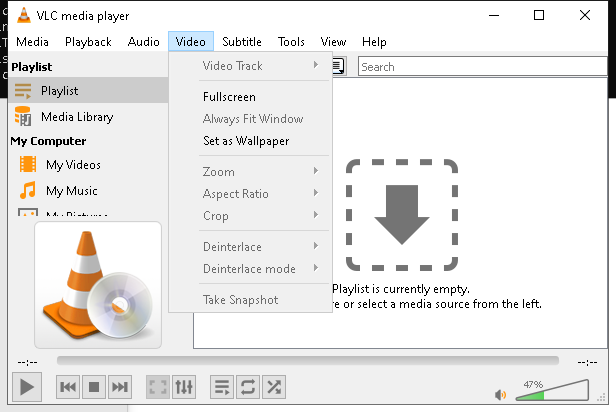 VLC media player
Media Playback Audio Video Subtitle Tools View Help
Playlist
Playlist
Media Library
My Computer
My Videos
My Music
My Pictures
Search
Video Track
Fullscreen
Always Fit Window
Set as Wallpaper
Zoom
Aspect Ratio
Crop
Deinterlace
Deinterlace mode
Take Snapshot
Playlist is currently empty.
re or select a media source from the left.
--:--
--:--
47%